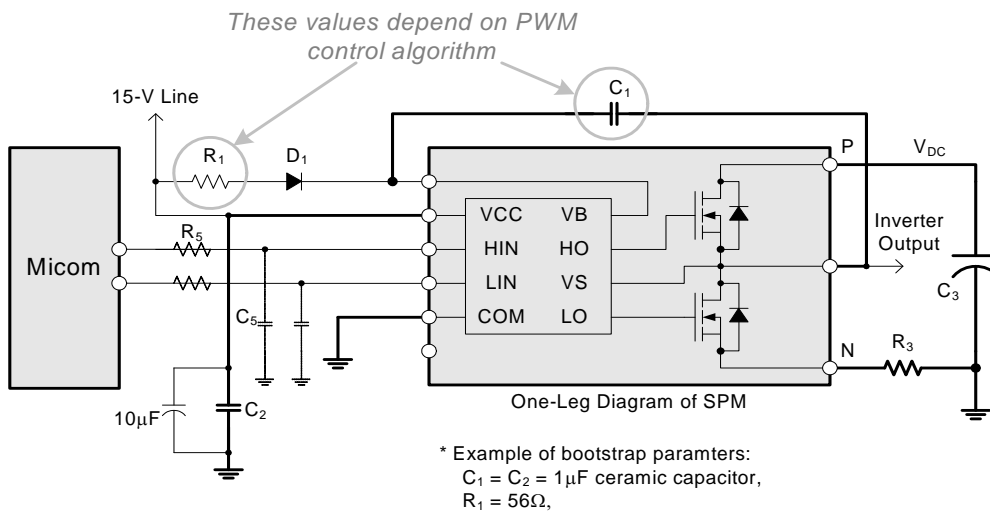 These values depend on PWM
control algorithm
C1
15-V Line
R1
D1
P
VDC
VCC
VB
R5
HIN
HO
Inverter
Output
Micom
LIN
VS
C3
C5
COM
LO
N
R3
10μF
C2
One-Leg Diagram of SPM
* Example of bootstrap paramters:
C1 = C2 = 1μF ceramic capacitor,
R1 = 56Ω,